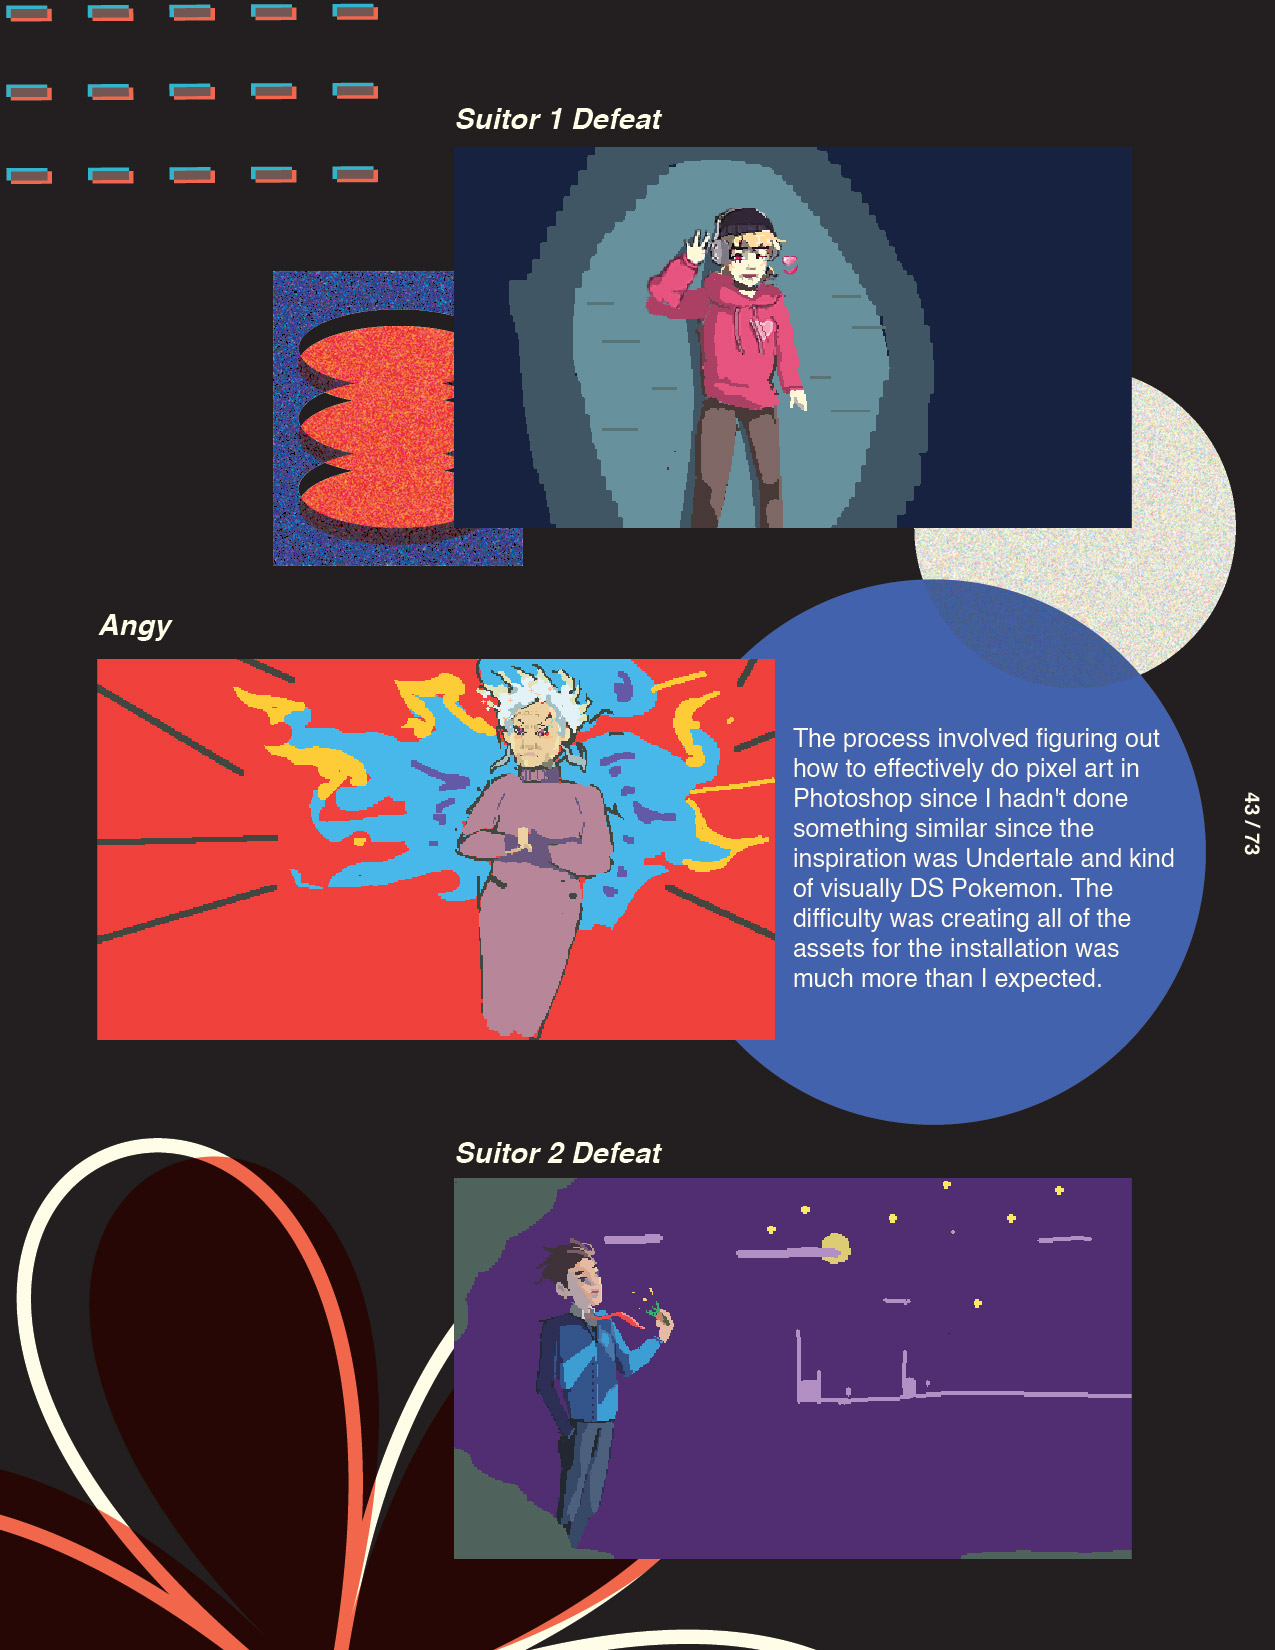 Suitor 1 Defeat
Angy
The process involved figuring out
how to effectively do pixel art in
Photoshop since I hadn't done
something similar since the
inspiration was Undertale and kind
of visually DS Pokemon. The
difficulty was creating all of the
assets for the installation was
much more than I expected.
43 / 73
Suitor 2 Defeat